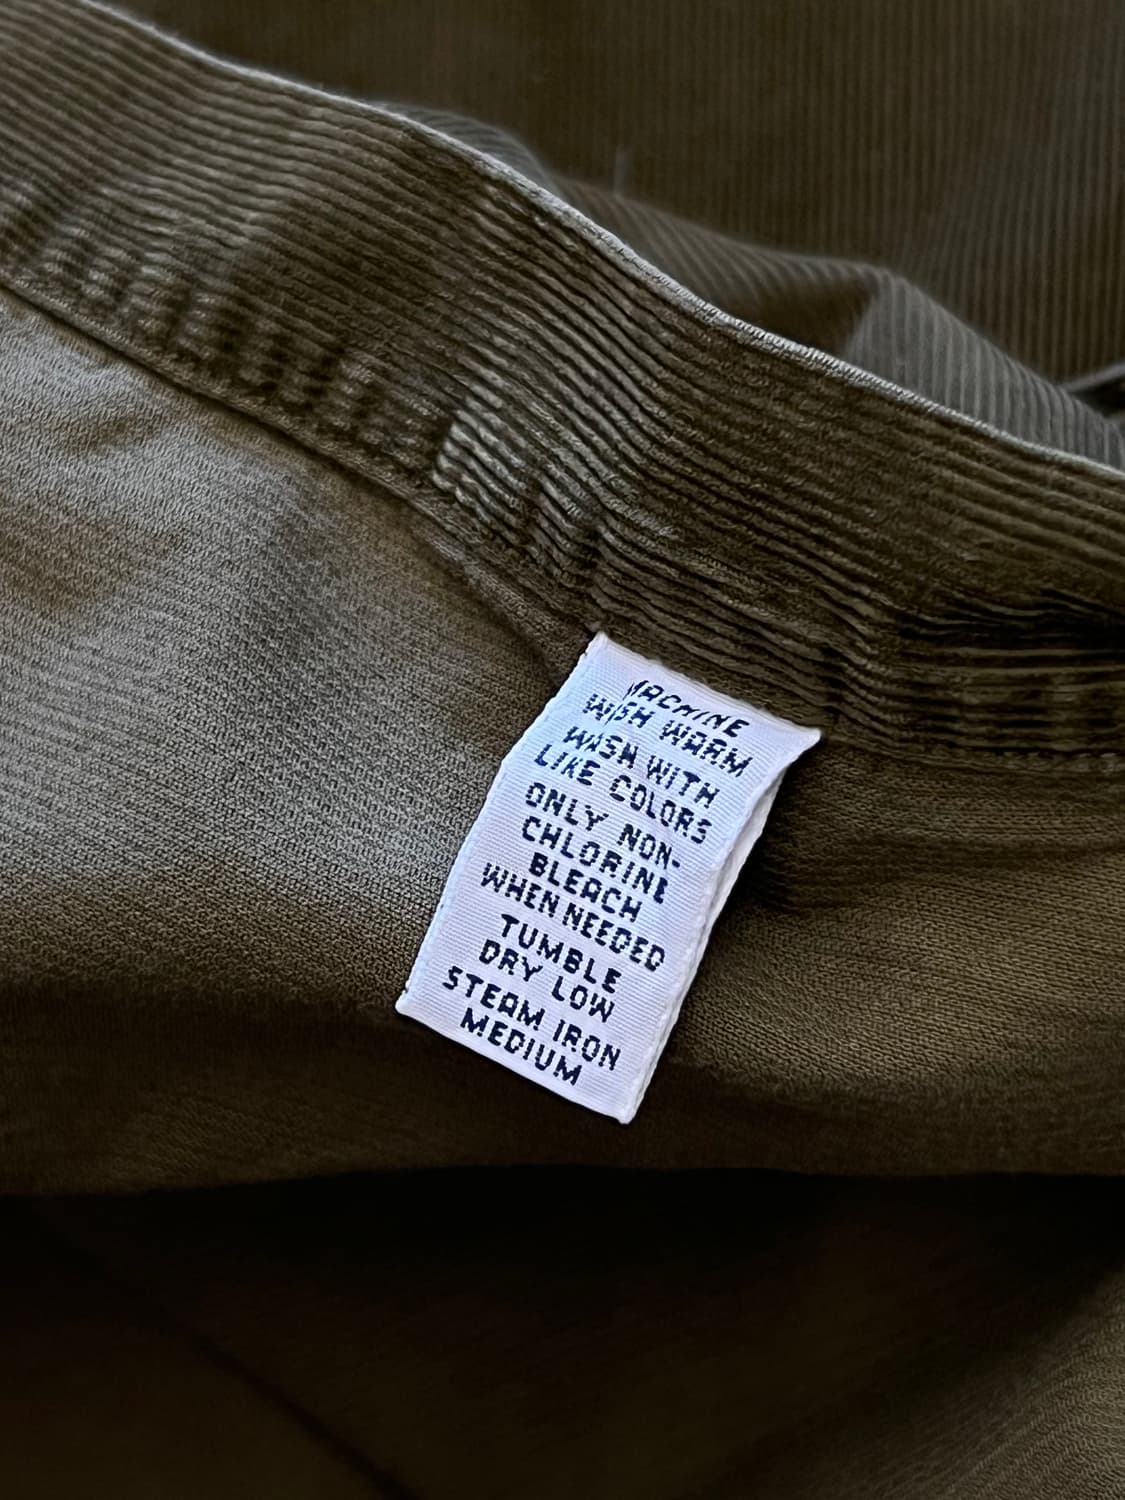 MACHINE
WASH WARM
WASH WITH
LIKE COLORS
ONLY NON-
CHLORINE
BLEACH
WHEN NEEDED
TUMBLE
DRY LOW
STEAM IRON
MEDIUM